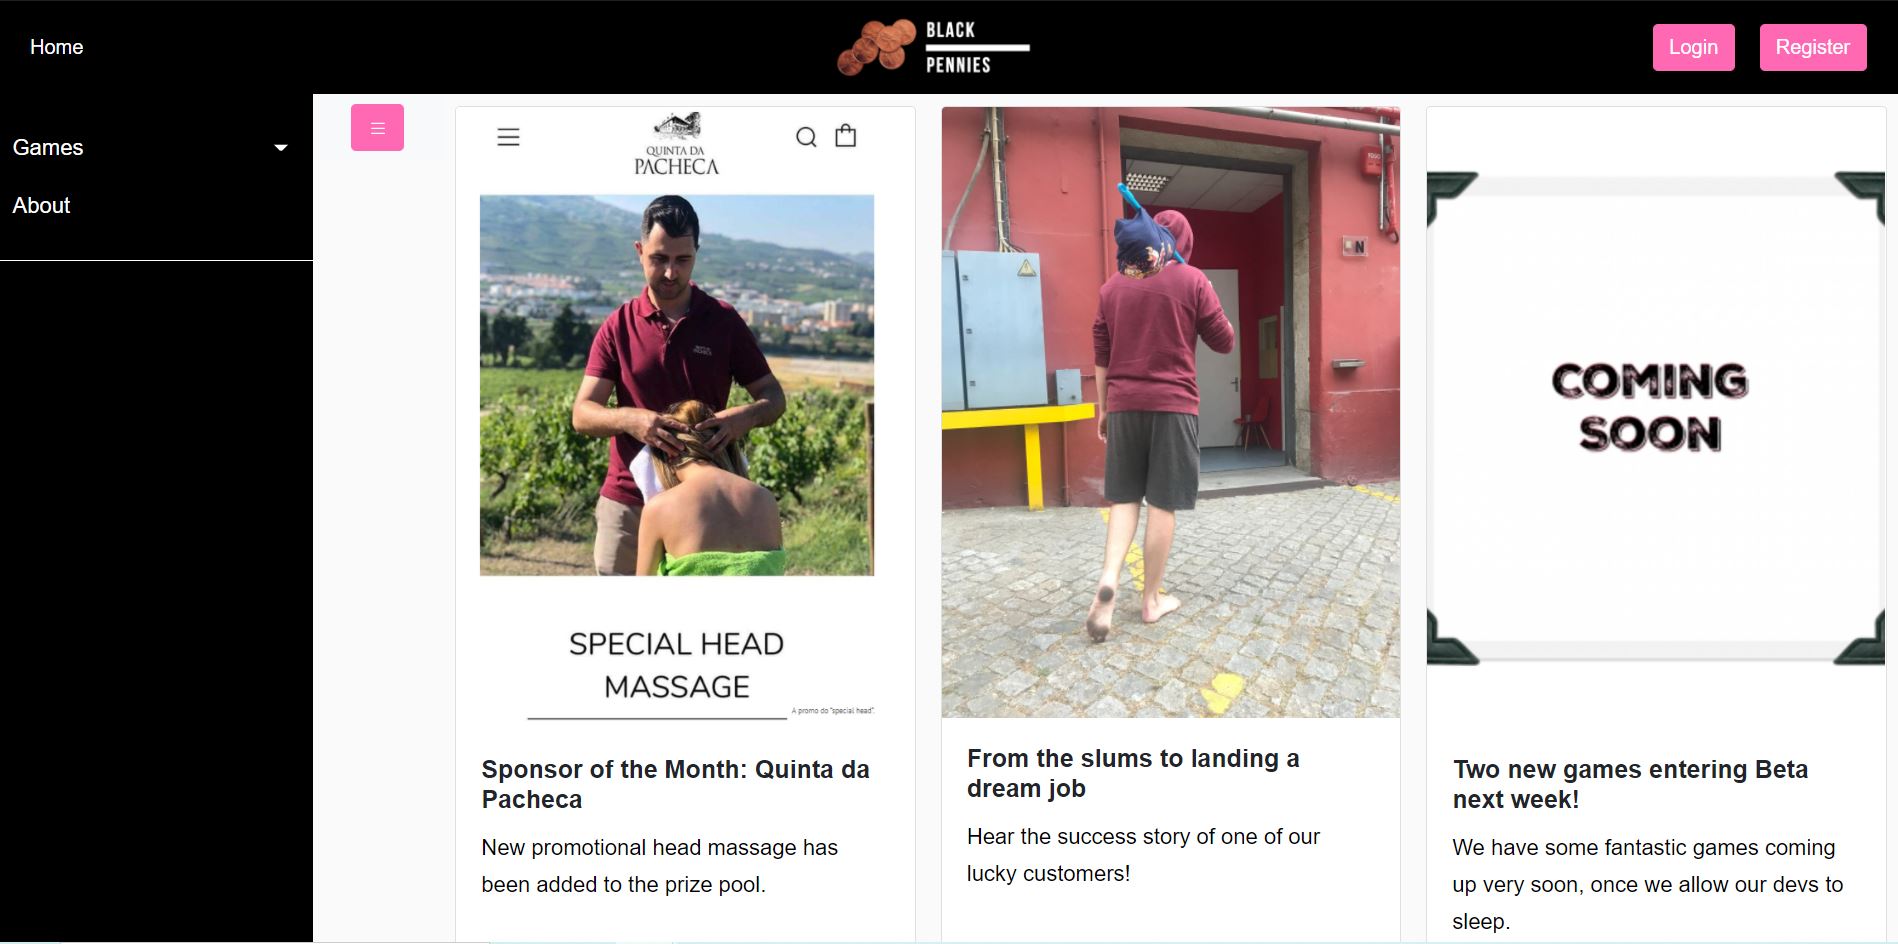 Home
BLACK
PENNIES
Login
Register
Games
About
QUINTA DA
PACHECA
SPECIAL HEAD
MASSAGE
A promo do "special head".
Sponsor of the Month: Quinta da
Pacheca
New promotional head massage has
been added to the prize pool.
N
From the slums to landing a
dream job
Hear the success story of one of our
lucky customers!
COMING
SOON
Two new games entering Beta
next week!
We have some fantastic games coming
up very soon, once we allow our devs to
sleep.